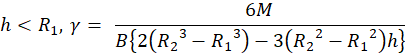 h < R₁, γ = 6M / B{2(R₂³ − R₁³) − 3(R₂² − R₁²)h}